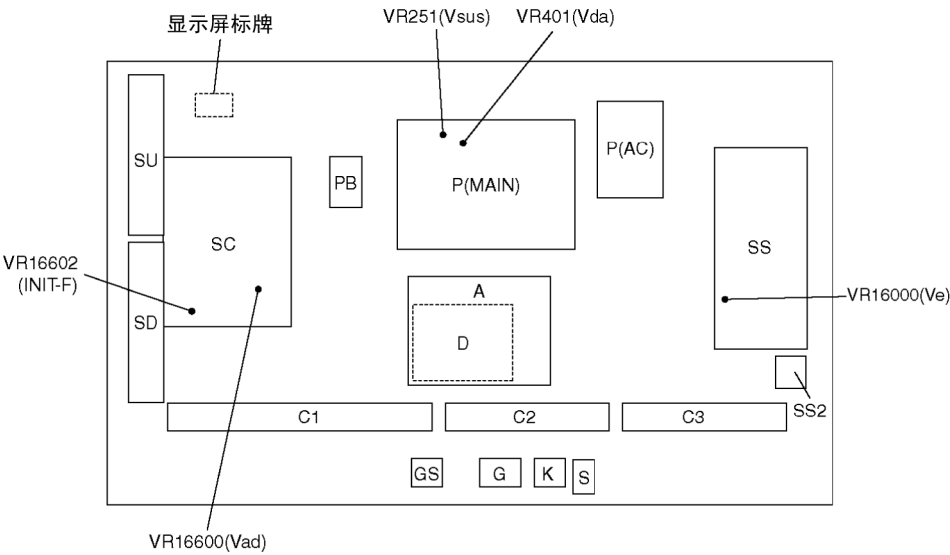 显示屏标牌
VR251(Vsus)
VR401(Vda)
SU
PB
P(MAIN)
P(AC)
SC
SS
VR16602
(INIT-F)
SD
A
D
VR16000(Ve)
SS2
C1
C2
C3
GS
G
K
S
VR16600(Vad)